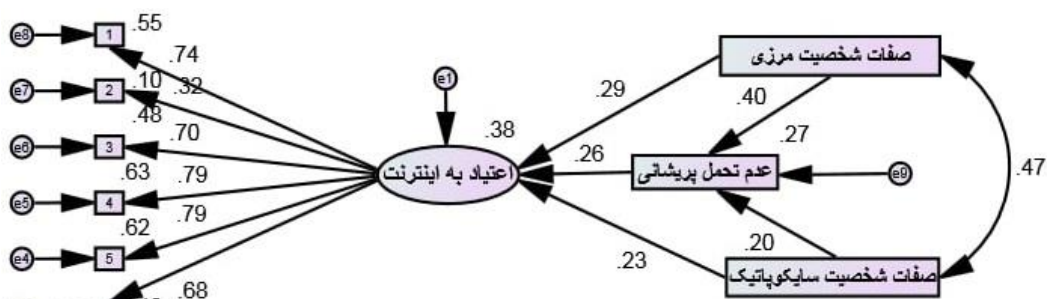 e8
.55
1
.74
صفات شخصیت مرزی
e1
e7
.10
.32
2
.29
.40
.48
.38
.27
e6
3
.70
.26
عدم تحمل پریشانی
e9
.47
.63
.79
اعتیاد به اینترنت
e5
4
.79
.62
.20
.23
e4
5
صفات شخصیت سایکوپاتیک
.68